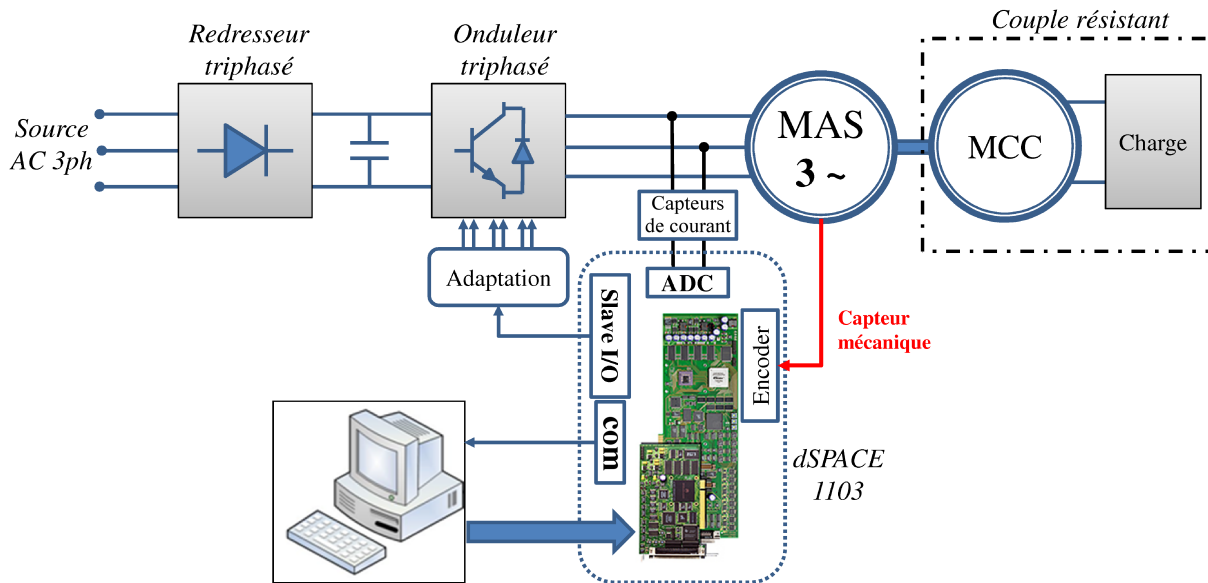 Couple résistant
Redresseur
triphasé
Onduleur
triphasé
Source
AC 3ph
MAS
3 ~
MCC
Charge
Capteurs
de courant
Adaptation
ADC
Slave I/O
Encoder
Capteur
mécanique
com
dSPACE
1103